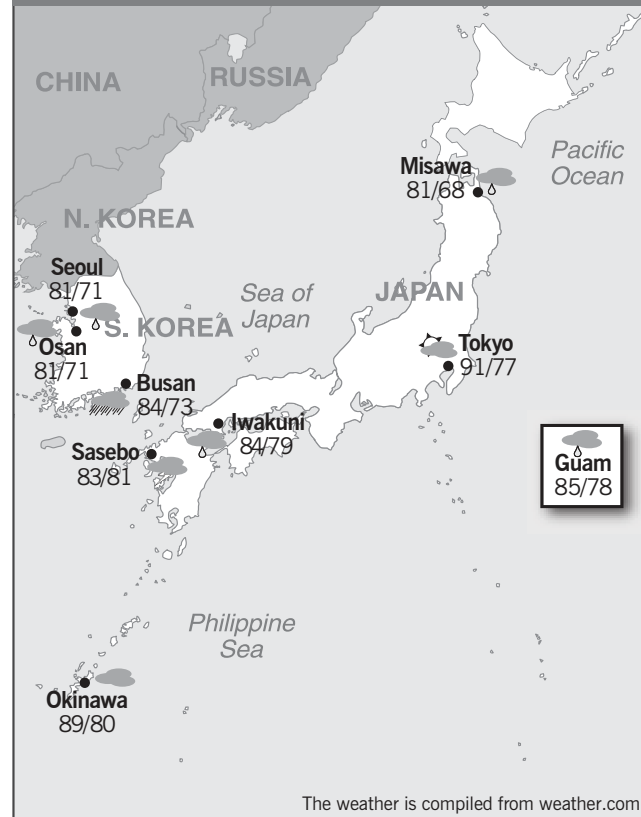 CHINA
RUSSIA
Pacific
Ocean
Misawa
81/68
N. KOREA
Seoul
81/71
Sea of
Japan
JAPAN
S. KOREA
Osan
81/71
Tokyo
91/77
Busan
84/73
Iwakuni
84/79
Sasebo
83/81
Guam
85/78
Philippine
Sea
Okinawa
89/80
The weather is compiled from weather.com